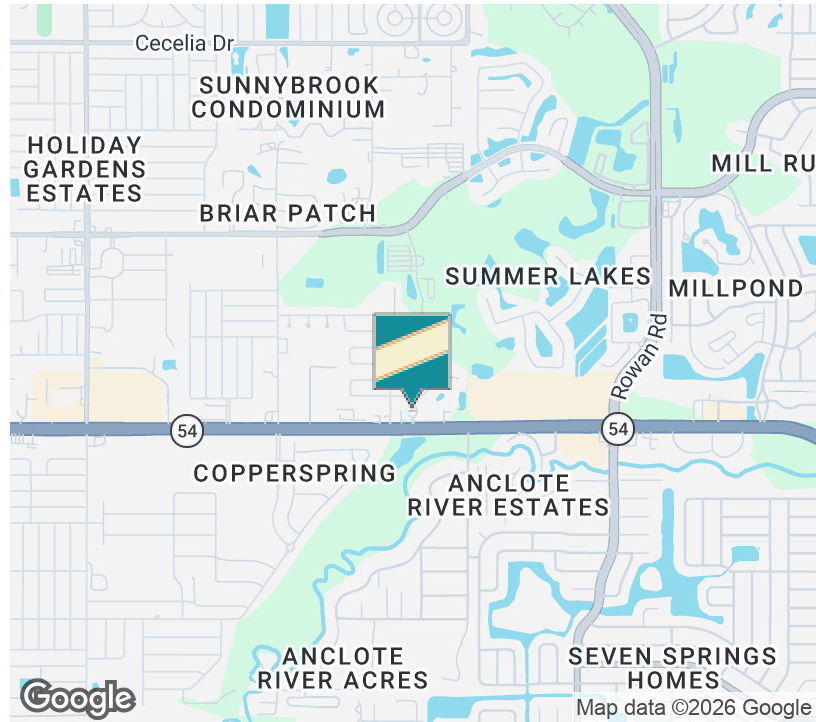 Cecelia Dr
SUNNYBROOK
CONDOMINIUM
HOLIDAY
GARDENS
ESTATES
MILL RU
BRIAR PATCH
SUMMER LAKES
MILLPOND
Rowan Rd
54
54
COPPERSPRING
ANCLOTE
RIVER ESTATES
ANCLOTE
RIVER ACRES
SEVEN SPRINGS
HOMES
Google
Map data ©2026 Google